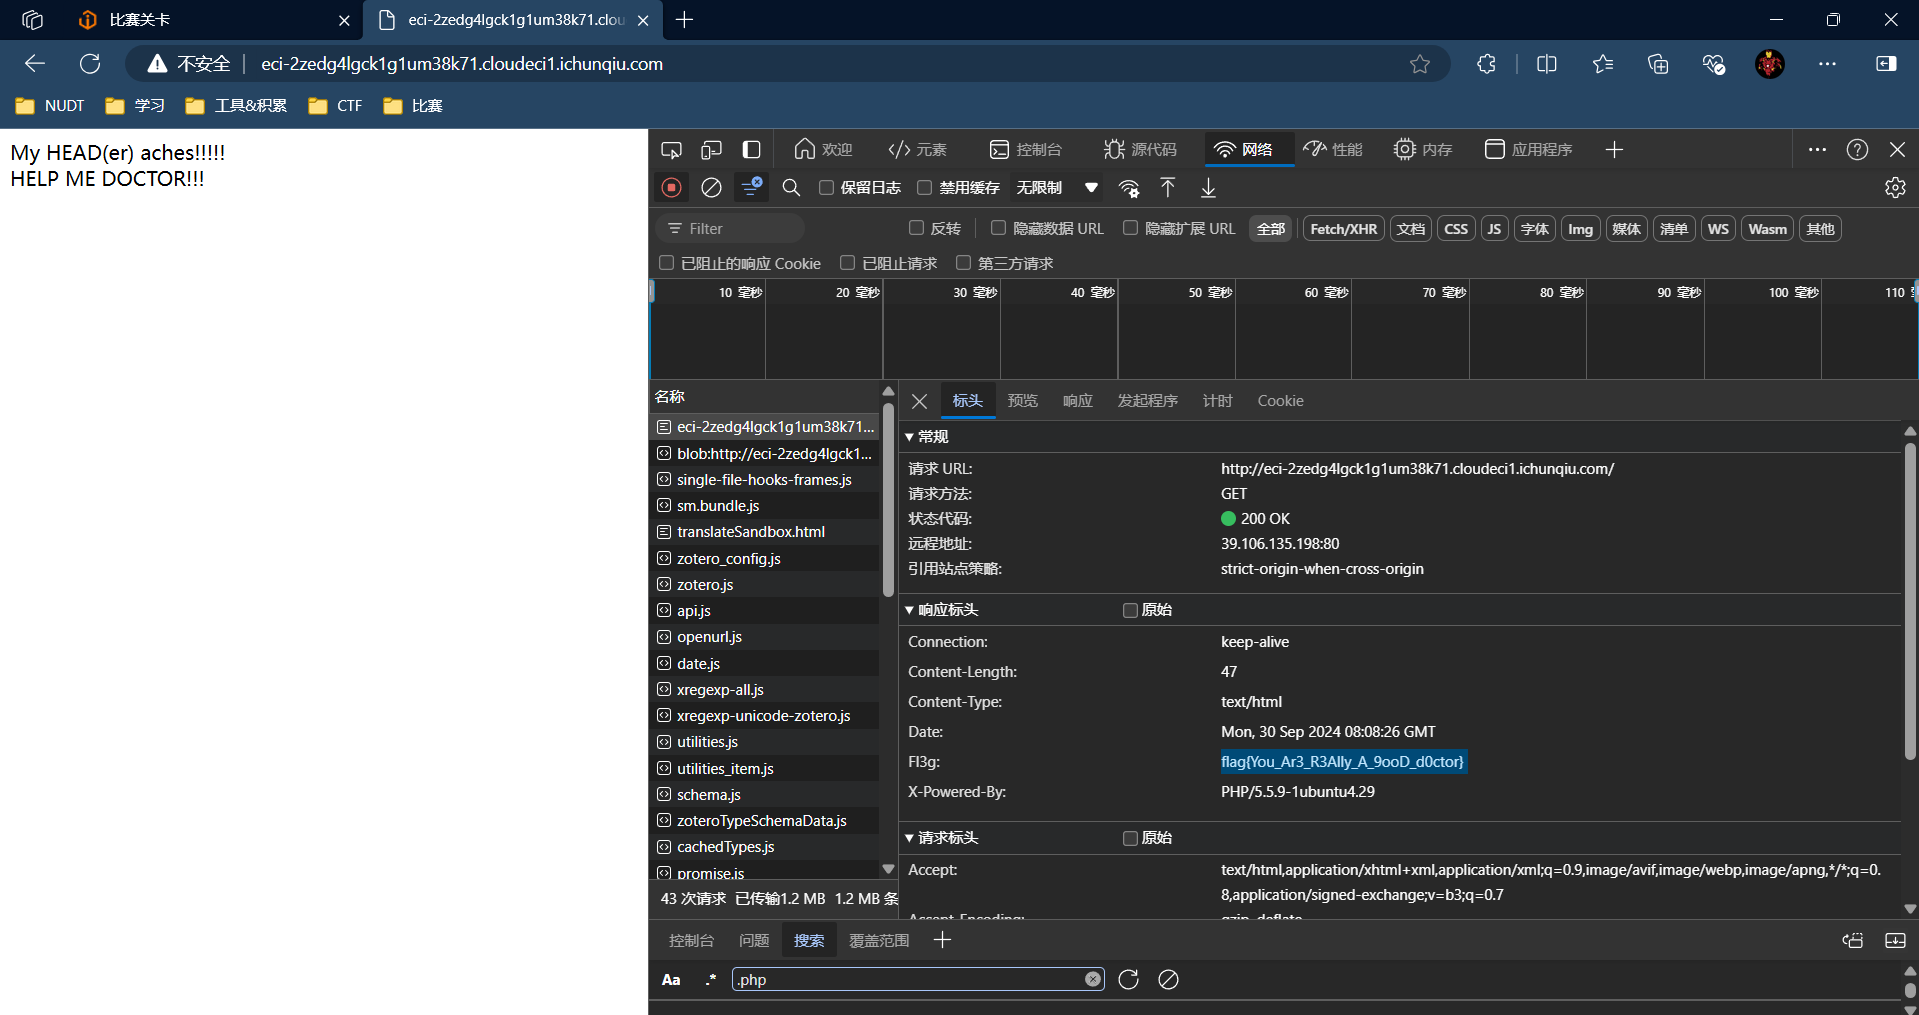 比赛关卡
eci-2zedg4lgck1g1um38k71.clou
不安全
eci-2zedg4lgck1g1um38k71.cloudeci1.ichunqiu.com
NUDT 学习 工具&积累 CTF 比赛
My HEAD(er) aches!!!!!
HELP ME DOCTOR!!!
欢迎 元素 控制台 源代码 网络 性能 内存 应用程序
保留日志 禁用缓存 无限制
Filter 反转 隐藏数据 URL 隐藏扩展 URL 全部 Fetch/XHR 文档 CSS JS 字体 Img 媒体 清单 WS Wasm 其他
已阻止的响应 Cookie 已阻止请求 第三方请求
10 毫秒 20 毫秒 30 毫秒 40 毫秒 50 毫秒 60 毫秒 70 毫秒 80 毫秒 90 毫秒 100 毫秒 110
名称
eci-2zedg4lgck1g1um38k71...
blob:http://eci-2zedg4lgck1...
single-file-hooks-frames.js
sm.bundle.js
translateSandbox.html
zotero_config.js
zotero.js
api.js
openurl.js
date.js
xregexp-all.js
xregexp-unicode-zotero.js
utilities.js
utilities_item.js
schema.js
zoteroTypeSchemaData.js
cachedTypes.js
promise.js
43 次请求 已传输1.2 MB 1.2 MB 条
标头 预览 响应 发起程序 计时 Cookie
常规
请求 URL: http://eci-2zedg4lgck1g1um38k71.cloudeci1.ichunqiu.com/
请求方法: GET
状态代码: 200 OK
远程地址: 39.106.135.198:80
引用站点策略: strict-origin-when-cross-origin
响应标头 原始
Connection: keep-alive
Content-Length: 47
Content-Type: text/html
Date: Mon, 30 Sep 2024 08:08:26 GMT
Fl3g: flag{You_Ar3_R3Ally_A_9ooD_d0ctor}
X-Powered-By: PHP/5.5.9-1ubuntu4.29
请求标头 原始
Accept: text/html,application/xhtml+xml,application/xml;q=0.9,image/avif,image/webp,image/apng,*/*;q=0.
8,application/signed-exchange;v=b3;q=0.7
Accept-Encoding: gzip, deflate
控制台 问题 搜索 覆盖范围
Aa .* .php